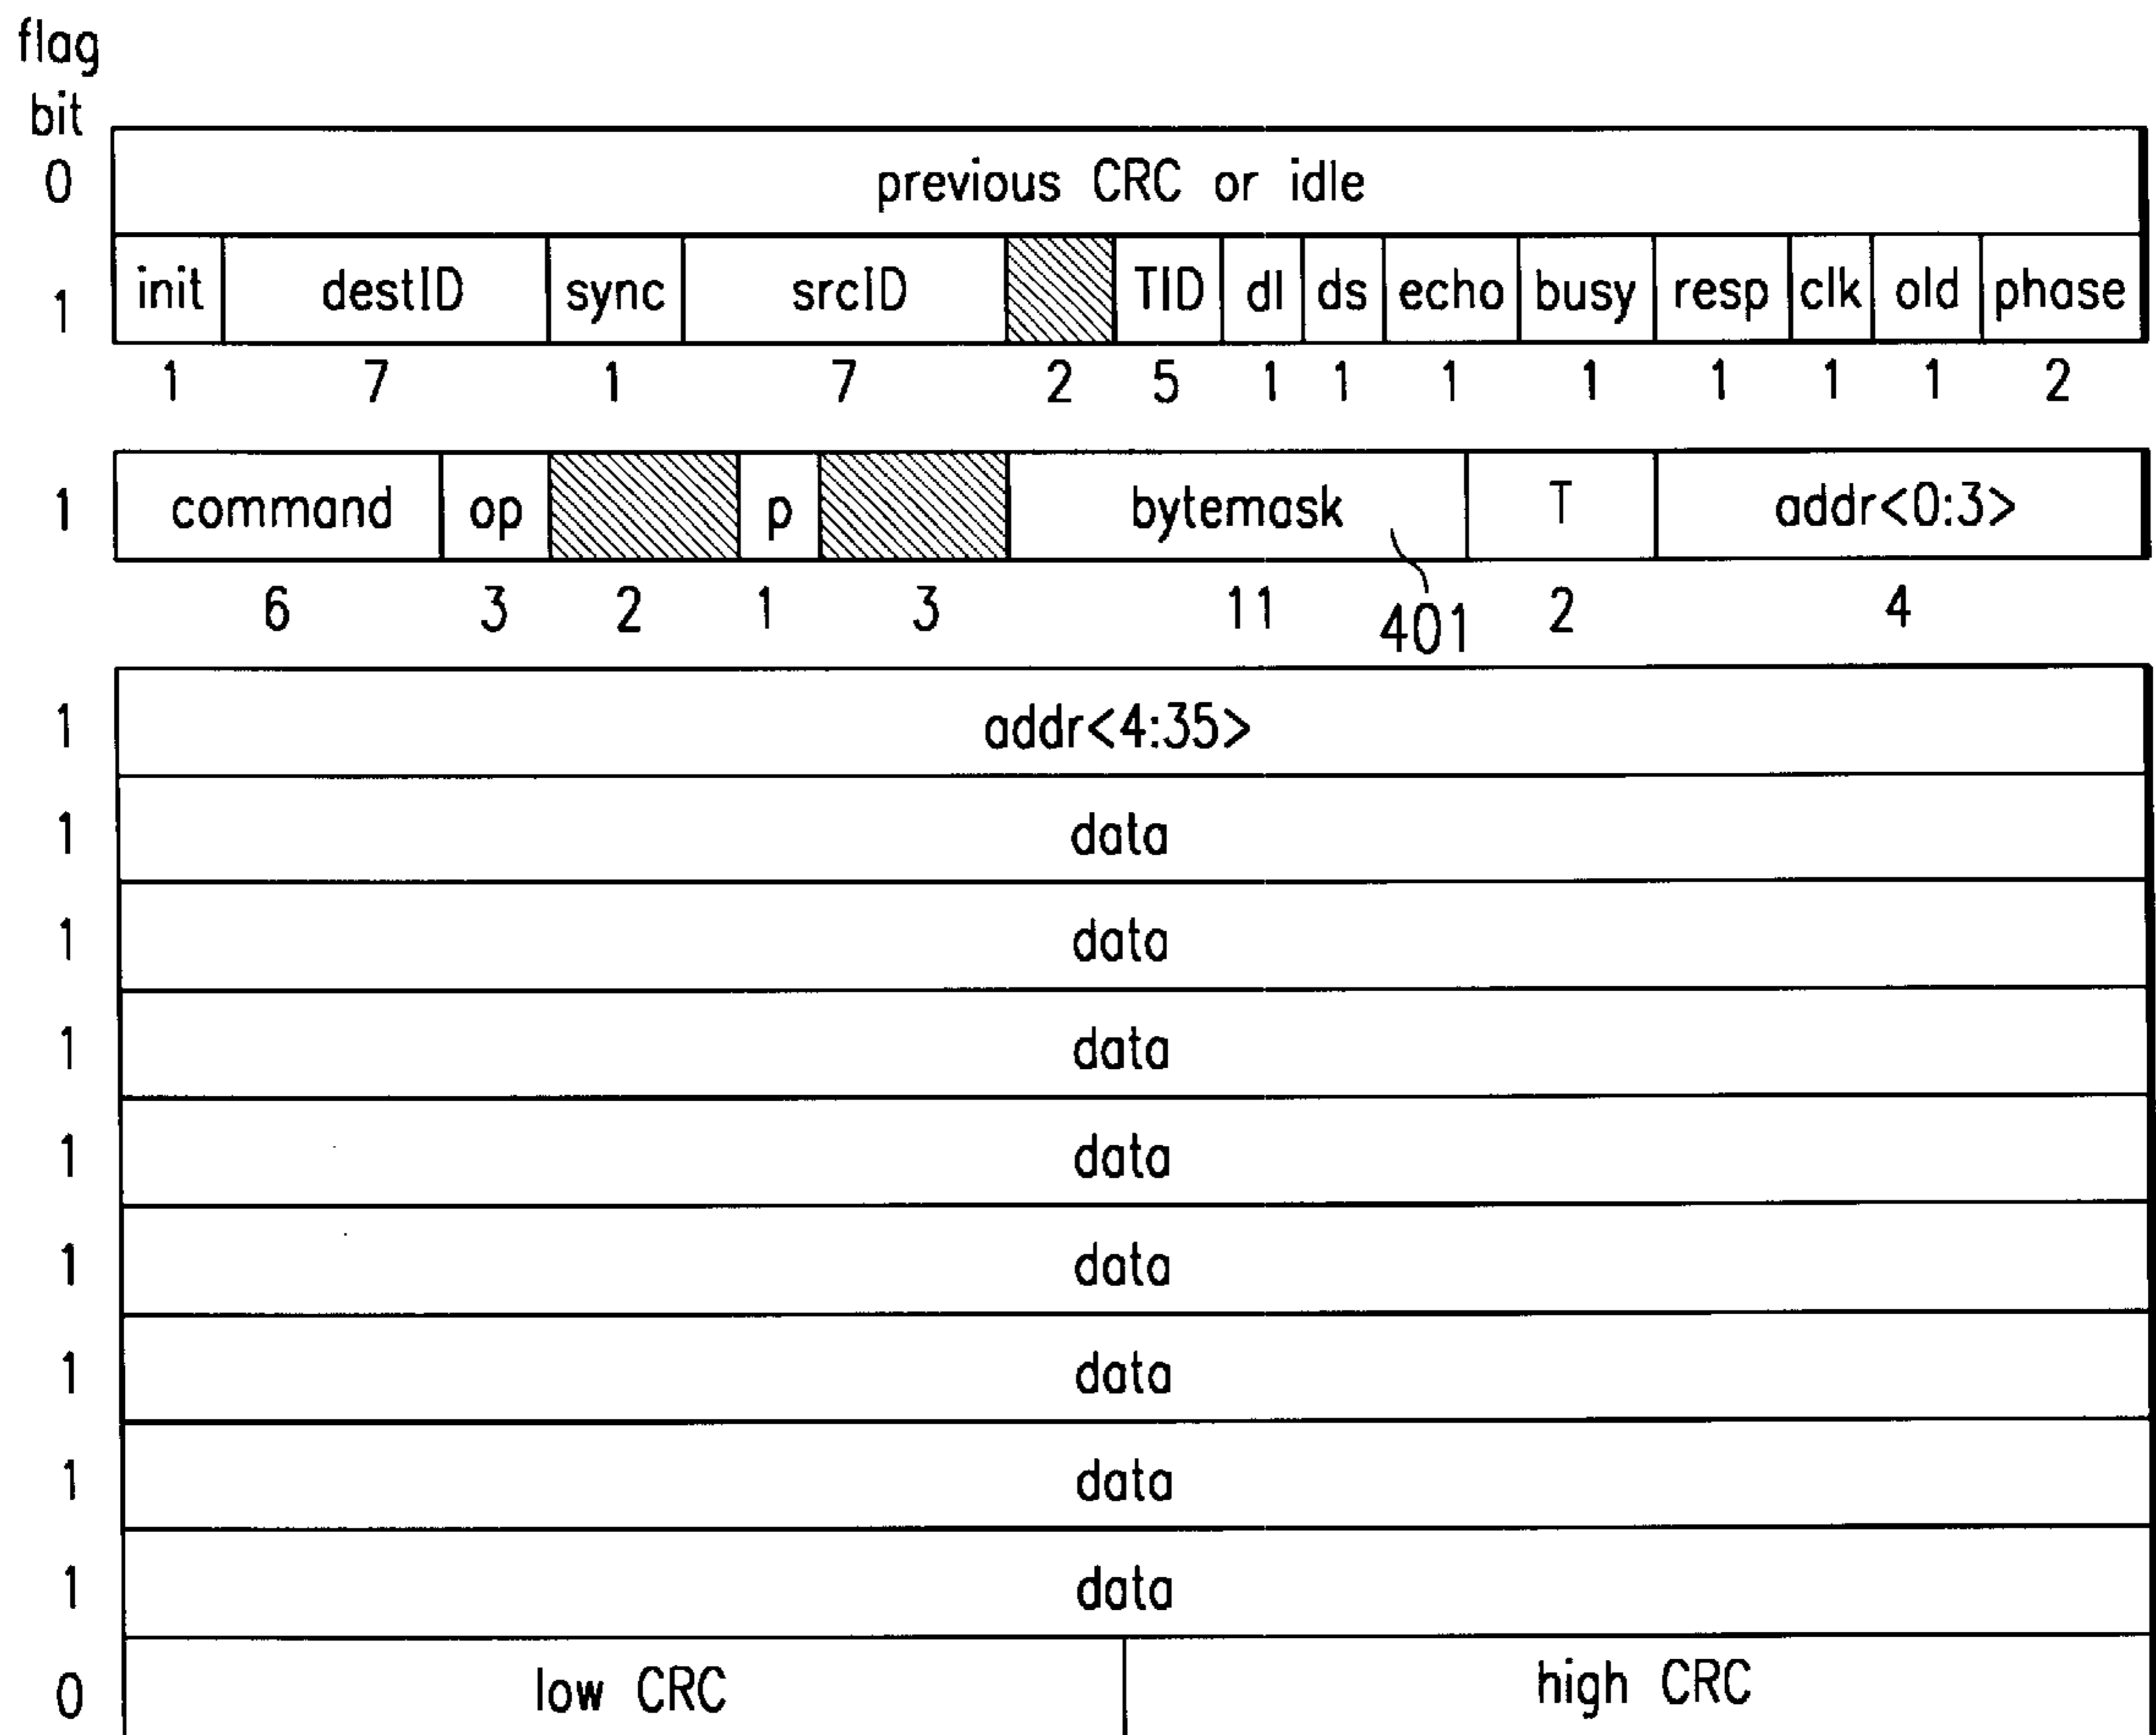 flag
bit
0 previous CRC or idle
1 init destID sync srcID TID dl ds echo busy resp clk old phase
1 7 1 7 2 5 1 1 1 1 1 1 1 2
1 command op p bytemask T addr<0:3>
6 3 2 1 3 11 401 2 4
1 addr<4:35>
1 data
1 data
1 data
1 data
1 data
1 data
1 data
1 data
0 low CRC high CRC